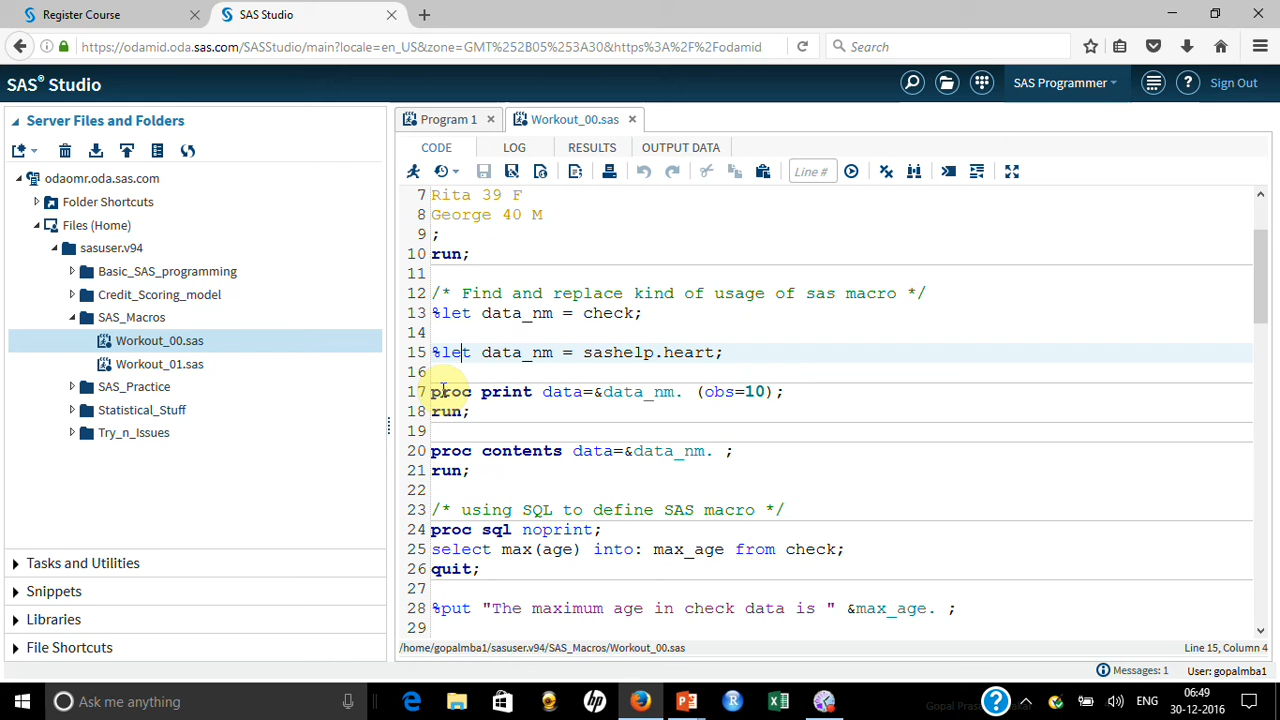 Register Course
SAS Studio
https://odamid.oda.sas.com/SASStudio/main?locale=en_US&zone=GMT%252B05%253A30&https%3A%2F%2Fodamid
Search
SAS® Studio
SAS Programmer
Sign Out
Server Files and Folders
odaomr.oda.sas.com
Folder Shortcuts
Files (Home)
sasuser.v94
Basic_SAS_programming
Credit_Scoring_model
SAS_Macros
Workout_00.sas
Workout_01.sas
SAS_Practice
Statistical_Stuff
Try_n_Issues
Tasks and Utilities
Snippets
Libraries
File Shortcuts
Program 1
Workout_00.sas
CODE
LOG
RESULTS
OUTPUT DATA
Line #
7 Rita 39 F
8 George 40 M
9 ;
10 run;
11
12 /* Find and replace kind of usage of sas macro */
13 %let data_nm = check;
14
15 %let data_nm = sashelp.heart;
16
17 proc print data=&data_nm. (obs=10);
18 run;
19
20 proc contents data=&data_nm. ;
21 run;
22
23 /* using SQL to define SAS macro */
24 proc sql noprint;
25 select max(age) into: max_age from check;
26 quit;
27
28 %put "The maximum age in check data is " &max_age. ;
29
/home/gopalmba1/sasuser.v94/SAS_Macros/Workout_00.sas
Line 15, Column 4
Messages: 1
User: gopalmba1
Ask me anything
ENG
06:49
30-12-2016